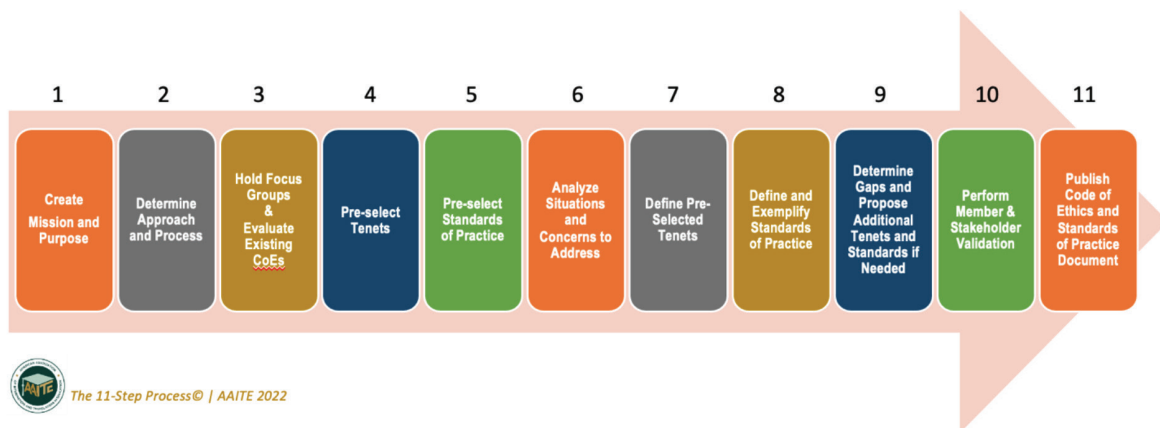 1
2
3
4
5
6
7
8
9
10
11
Create
Mission and
Purpose
Determine
Approach
and Process
Hold Focus
Groups
&
Evaluate
Existing
CoEs
Pre-select
Tenets
Pre-select
Standards
of Practice
Analyze
Situations
and
Concerns to
Address
Define Pre-
Selected
Tenets
Define and
Exemplify
Standards
of Practice
Determine
Gaps and
Propose
Additional
Tenets and
Standards if
Needed
Perform
Member &
Stakeholder
Validation
Publish
Code of
Ethics and
Standards
of Practice
Document
AAITE
The 11-Step Process© | AAITE 2022